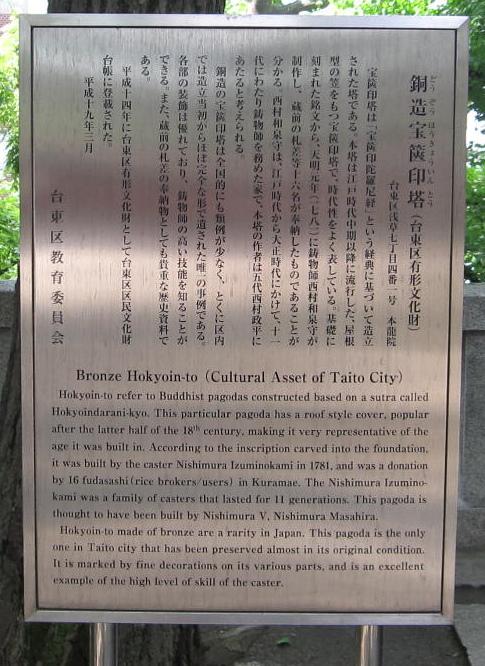 銅造宝篋印塔（台東区有形文化財）
どうぞうほうきょういんとう
台東区浅草七丁目四番一号　本龍院
宝篋印塔は「宝篋印陀羅尼経」という経典に基づいて造立
された塔である。本塔は江戸時代中期以降に流行した、屋根
型の笠をもつ宝篋印塔で、時代性をよく表している。基礎に
刻まれた銘文から、天明元年（一七八一）に鋳物師西村和泉守が
制作し、蔵前の札差等十六名が奉納したものであることが
分かる。西村和泉守は、江戸時代から大正時代にかけて、十一
代にわたり鋳物師を務めた家で、本塔の作者は五代西村政平に
あたると考えられる。
銅造の宝篋印塔は全国的にも類例が少なく、とくに区内
では造立当初からほぼ完全な形で遺された唯一の事例である。
各部の装飾は優れており、鋳物師の高い技能を知ることが
できる。また、蔵前の札差の奉納物としても貴重な歴史資料で
ある。
平成十四年に台東区有形文化財として台東区区民文化財
台帳に登載された。
平成十九年三月
台東区教育委員会
Bronze Hokyoin-to (Cultural Asset of Taito City)
Hokyoin-to refer to Buddhist pagodas constructed based on a sutra called
Hokyoindarani-kyo. This particular pagoda has a roof style cover, popular
after the latter half of the 18th century, making it very representative of the
age it was built in. According to the inscription carved into the foundation,
it was built by the caster Nishimura Izuminokami in 1781, and was a donation
by 16 fudasashi(rice brokers/users) in Kuramae. The Nishimura Izumino-
kami was a family of casters that lasted for 11 generations. This pagoda is
thought to have been built by Nishimura V, Nishimura Masahira.
Hokyoin-to made of bronze are a rarity in Japan. This pagoda is the only
one in Taito city that has been preserved almost in its original condition.
It is marked by fine decorations on its various parts, and is an excellent
example of the high level of skill of the caster.